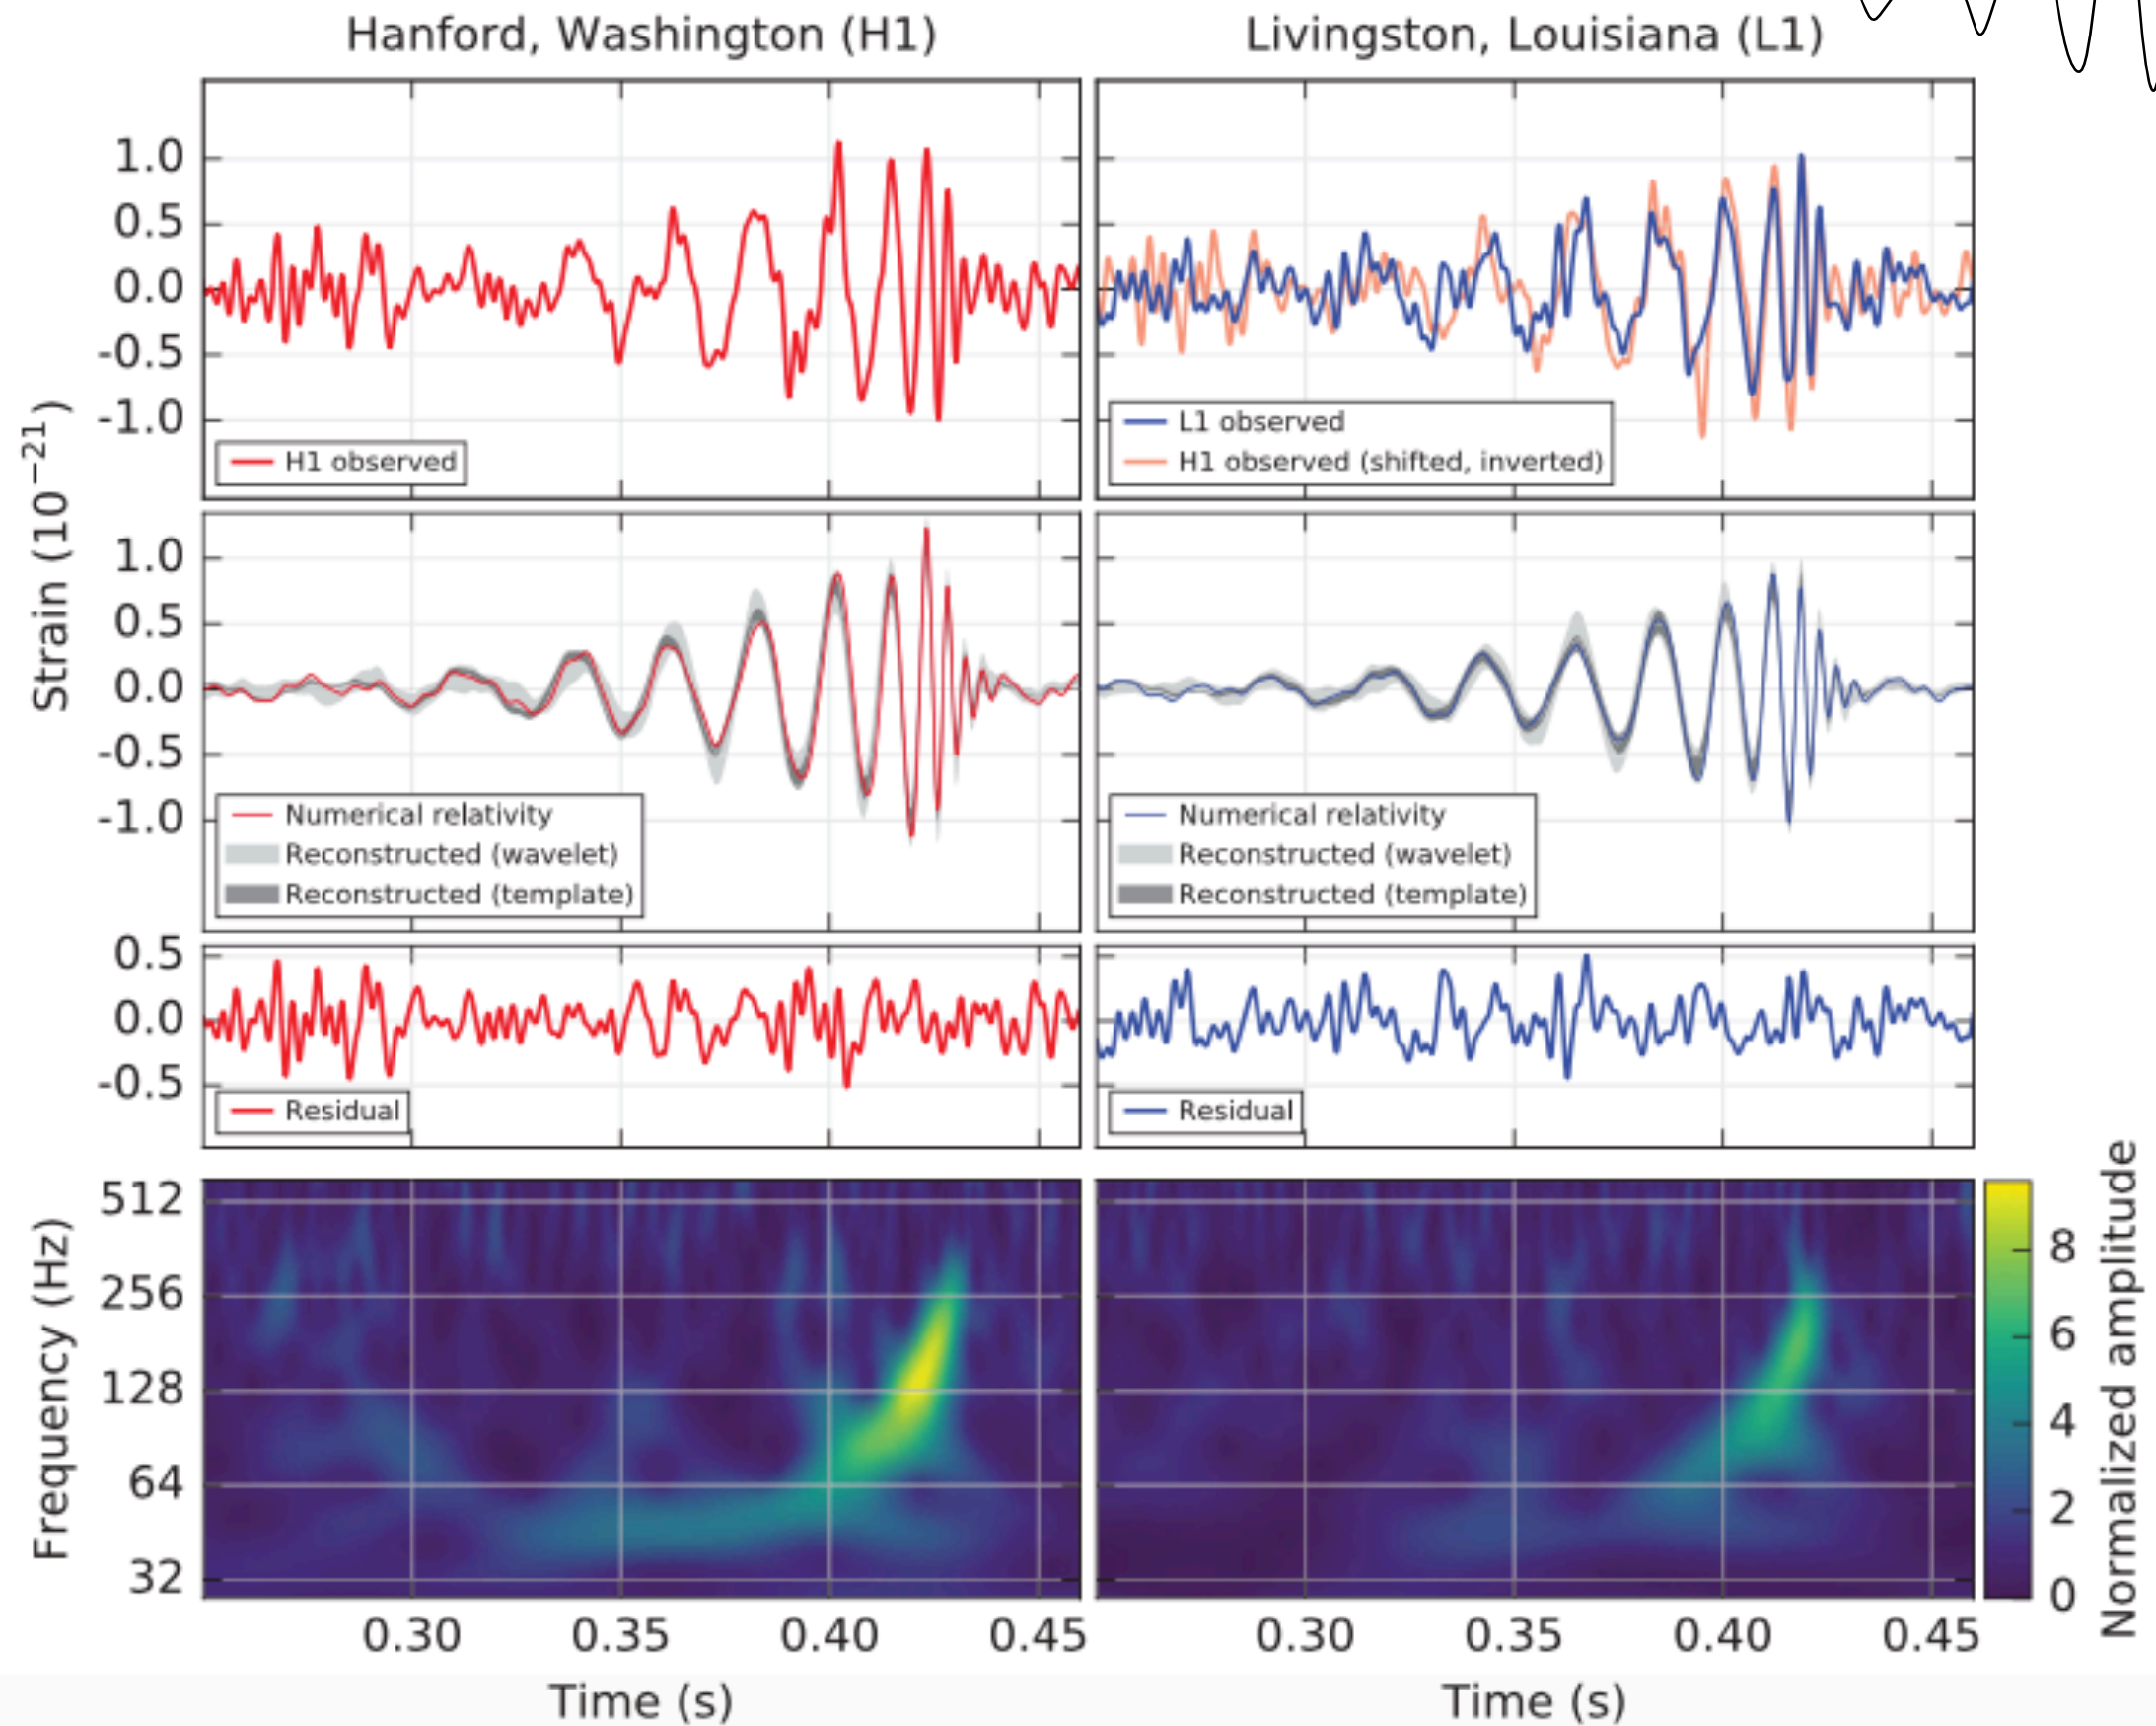 Hanford, Washington (H1)
Livingston, Louisiana (L1)
Strain (10⁻²¹)
1.0
0.5
0.0
-0.5
-1.0
H1 observed
L1 observed
H1 observed (shifted, inverted)
1.0
0.5
0.0
-0.5
-1.0
Numerical relativity
Reconstructed (wavelet)
Reconstructed (template)
Numerical relativity
Reconstructed (wavelet)
Reconstructed (template)
0.5
0.0
-0.5
Residual
Residual
Frequency (Hz)
512
256
128
64
32
Normalized amplitude
8
6
4
2
0
0.30 0.35 0.40 0.45
0.30 0.35 0.40 0.45
Time (s)
Time (s)